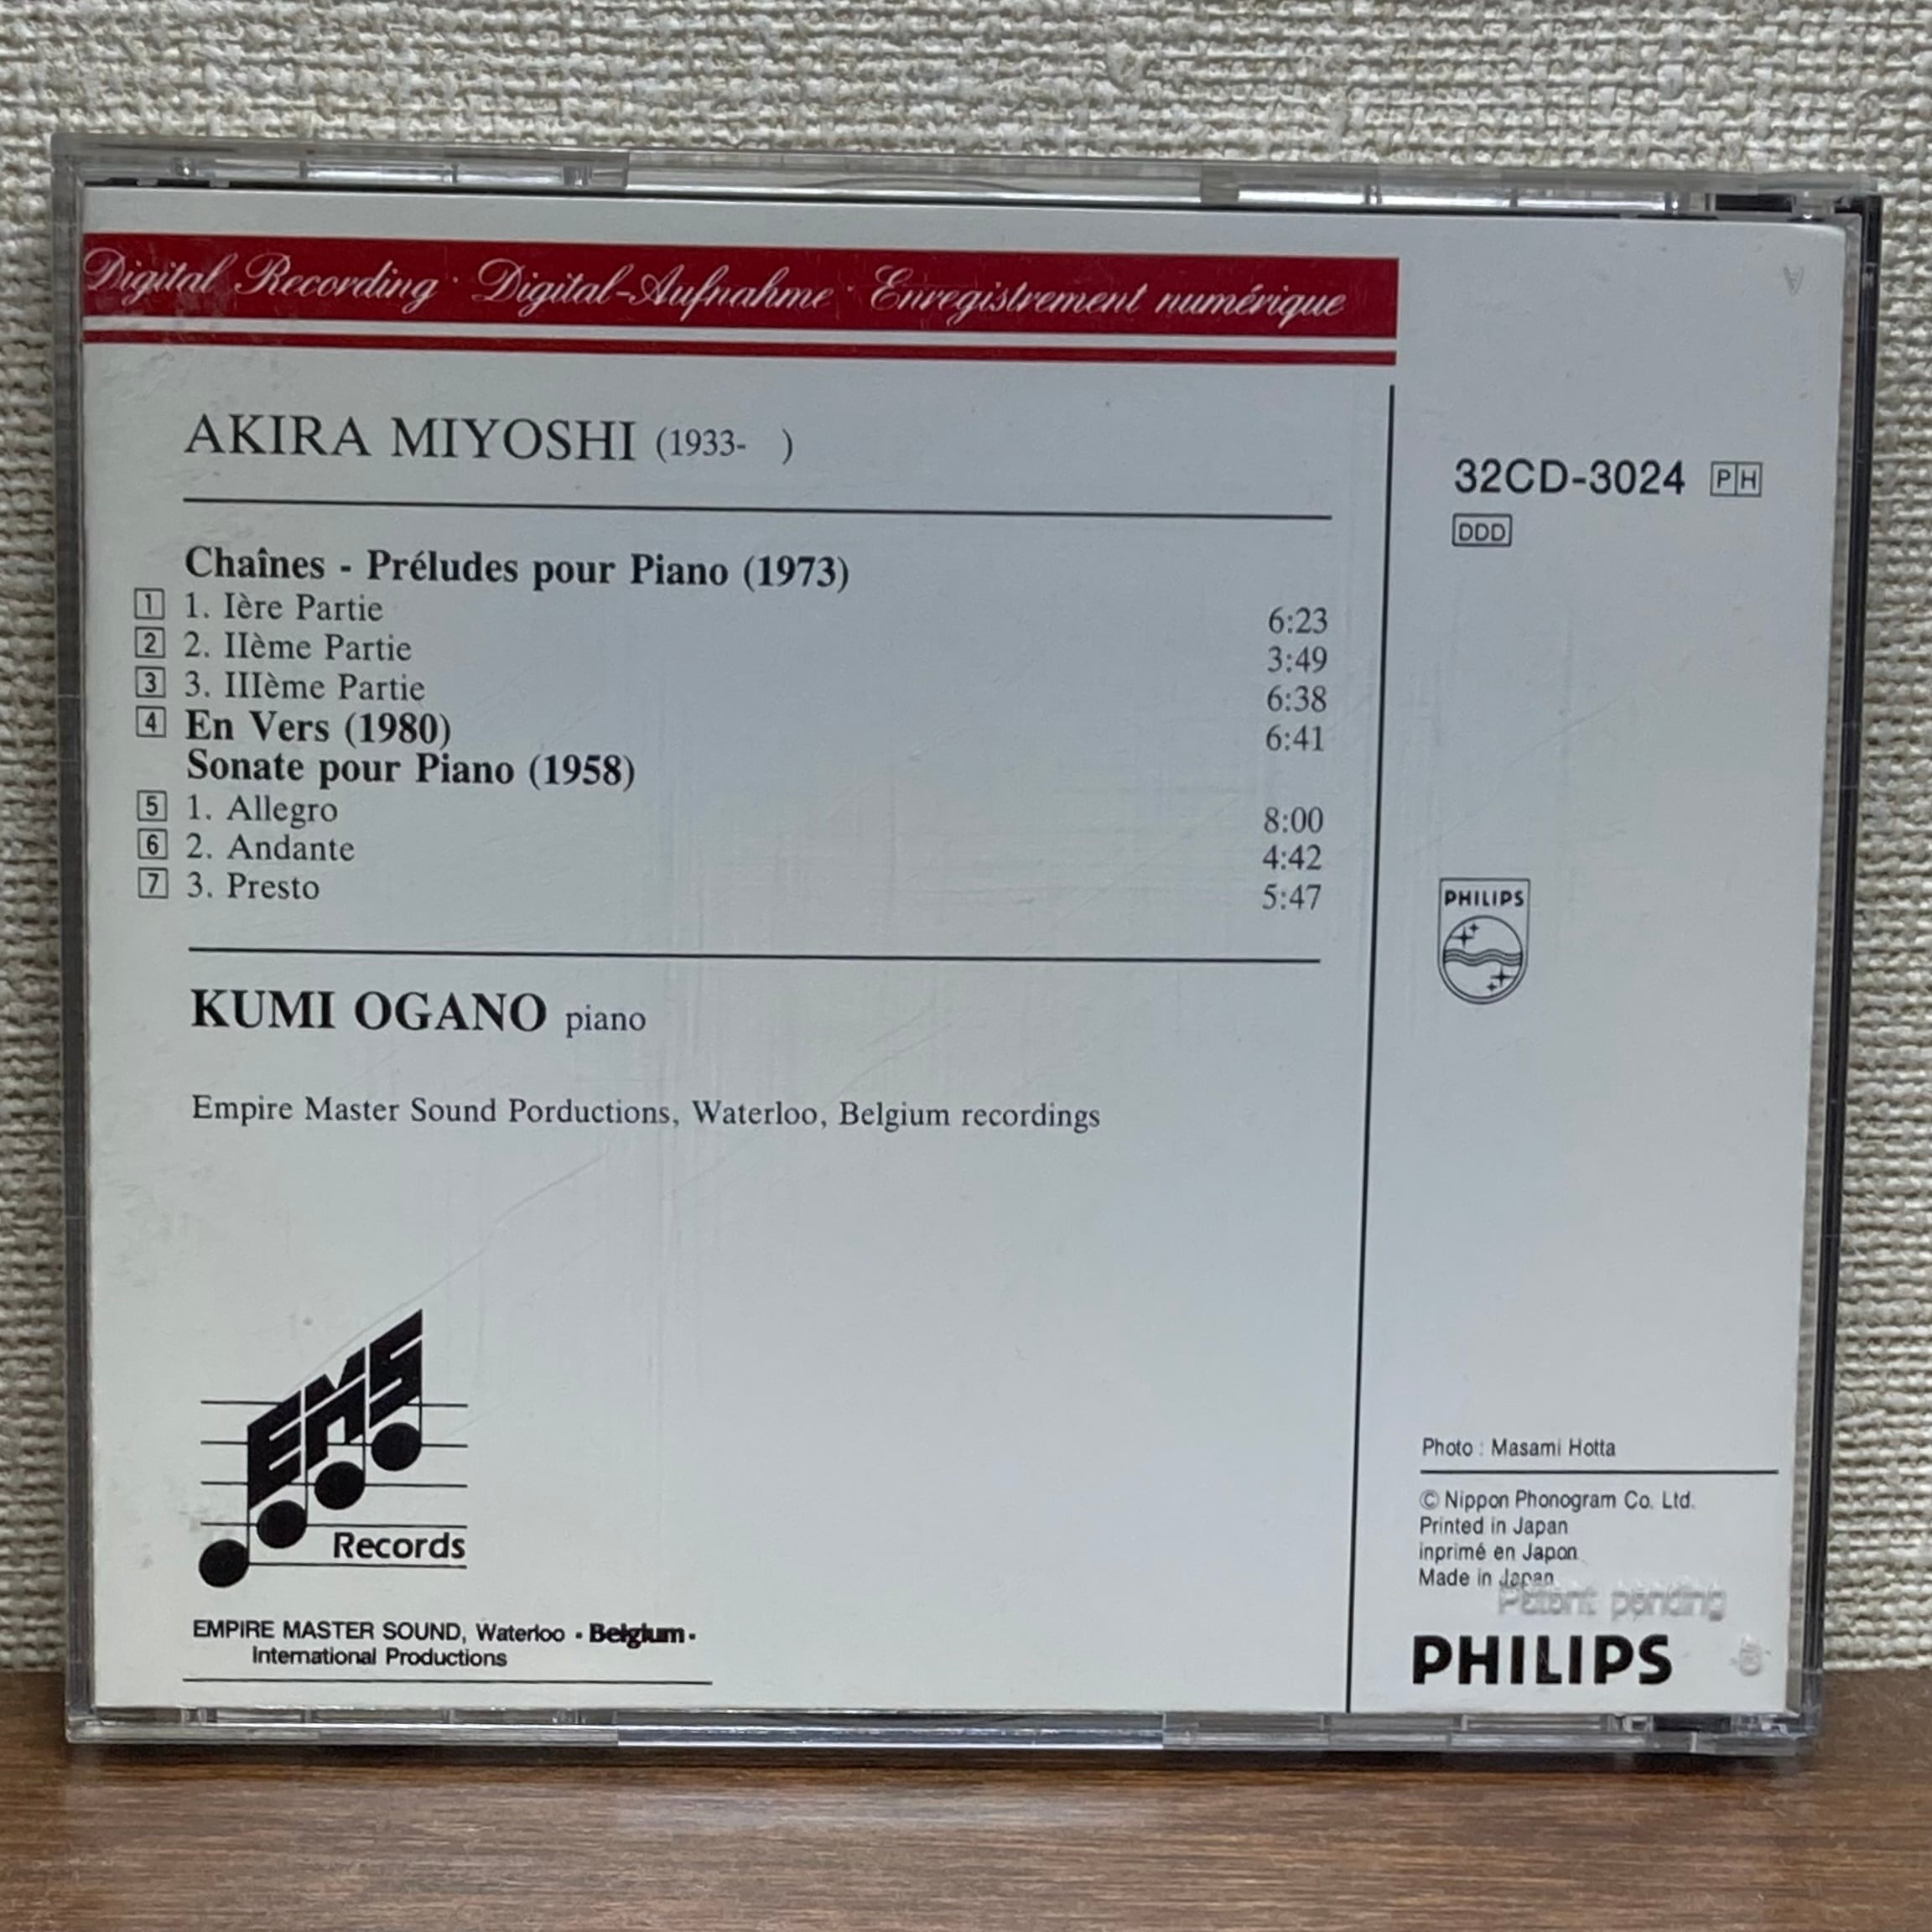 Digital Recording · Digital-Aufnahme · Enregistrement numérique
AKIRA MIYOSHI (1933-   )
Chaînes - Préludes pour Piano (1973)
1 1. Ière Partie 6:23
2 2. IIème Partie 3:49
3 3. IIIème Partie 6:38
4 En Vers (1980) 6:41
Sonate pour Piano (1958)
5 1. Allegro 8:00
6 2. Andante 4:42
7 3. Presto 5:47
KUMI OGANO piano
Empire Master Sound Porductions, Waterloo, Belgium recordings
EMS
Records
EMPIRE MASTER SOUND, Waterloo - Belgium -
International Productions
32CD-3024 PH
DDD
PHILIPS
Photo : Masami Hotta
© Nippon Phonogram Co. Ltd.
Printed in Japan
inprimé en Japon
Made in Japan
Patent pending
PHILIPS